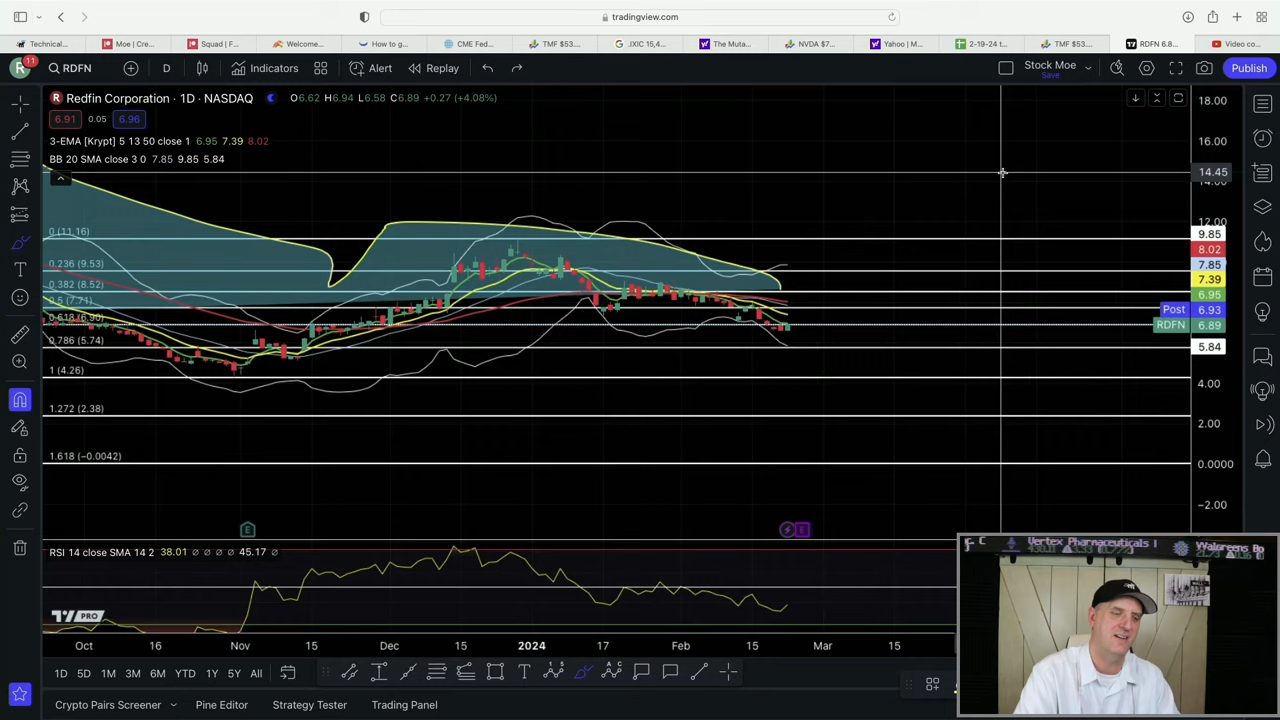 tradingview.com
Technical...
Moe | Cre...
Squad | F...
Welcome...
How to g...
CME Fed...
TMF $53....
.IXIC 15,4...
The Muta...
NVDA $7...
Yahoo | M...
2-19-24 t...
TMF $53....
RDFN 6.8...
Video co...
R
11
RDFN
D
Indicators
Alert
Replay
Stock Moe
Save
Publish
Redfin Corporation · 1D · NASDAQ
O6.62 H6.94 L6.58 C6.89 +0.27 (+4.08%)
6.91
0.05
6.96
3-EMA [Krypt] 5 13 50 close 1 6.95 7.39 8.02
BB 20 SMA close 3 0 7.85 9.85 5.84
18.00
16.00
14.45
14.00
12.00
9.85
8.02
7.85
7.39
6.95
Post 6.93
RDFN 6.89
5.84
4.00
2.00
0.0000
−2.00
0 (11.16)
0.236 (9.53)
0.382 (8.52)
0.5 (7.71)
0.618 (6.90)
0.786 (5.74)
1 (4.26)
1.272 (2.38)
1.618 (−0.0042)
E
E
RSI 14 close SMA 14 2 38.01 ∅ ∅ ∅ ∅ 45.17 ∅
PRO
Oct
16
Nov
15
Dec
15
2024
17
Feb
15
Mar
15
1D
5D
1M
3M
6M
YTD
1Y
5Y
All
Crypto Pairs Screener
Pine Editor
Strategy Tester
Trading Panel
Vertex Pharmaceuticals I
Walgreens Bo